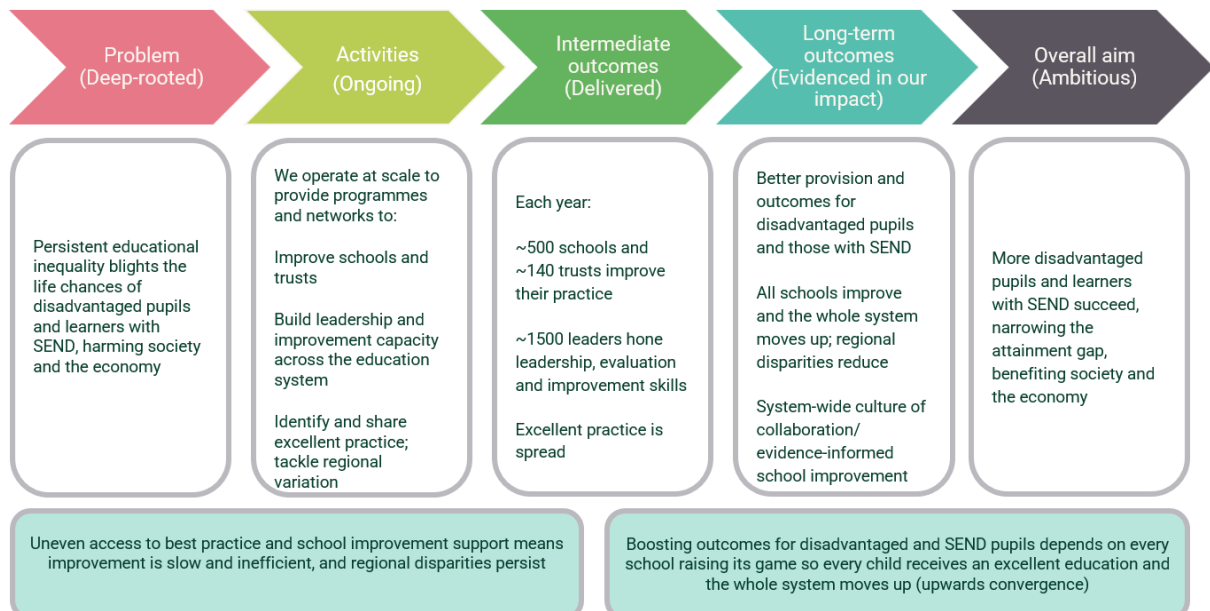 Problem
(Deep-rooted)
Activities
(Ongoing)
Intermediate
outcomes
(Delivered)
Long-term
outcomes
(Evidenced in our
impact)
Overall aim
(Ambitious)
Persistent educational
inequality blights the
life chances of
disadvantaged pupils
and learners with
SEND, harming society
and the economy
We operate at scale to
provide programmes
and networks to:
Improve schools and
trusts
Build leadership and
improvement capacity
across the education
system
Identify and share
excellent practice;
tackle regional
variation
Each year:
~500 schools and
~140 trusts improve
their practice
~1500 leaders hone
leadership, evaluation
and improvement skills
Excellent practice is
spread
Better provision and
outcomes for
disadvantaged pupils
and those with SEND
All schools improve
and the whole system
moves up; regional
disparities reduce
System-wide culture of
collaboration/
evidence-informed
school improvement
More disadvantaged
pupils and learners
with SEND succeed,
narrowing the
attainment gap,
benefiting society and
the economy
Uneven access to best practice and school improvement support means
improvement is slow and inefficient, and regional disparities persist
Boosting outcomes for disadvantaged and SEND pupils depends on every
school raising its game so every child receives an excellent education and
the whole system moves up (upwards convergence)